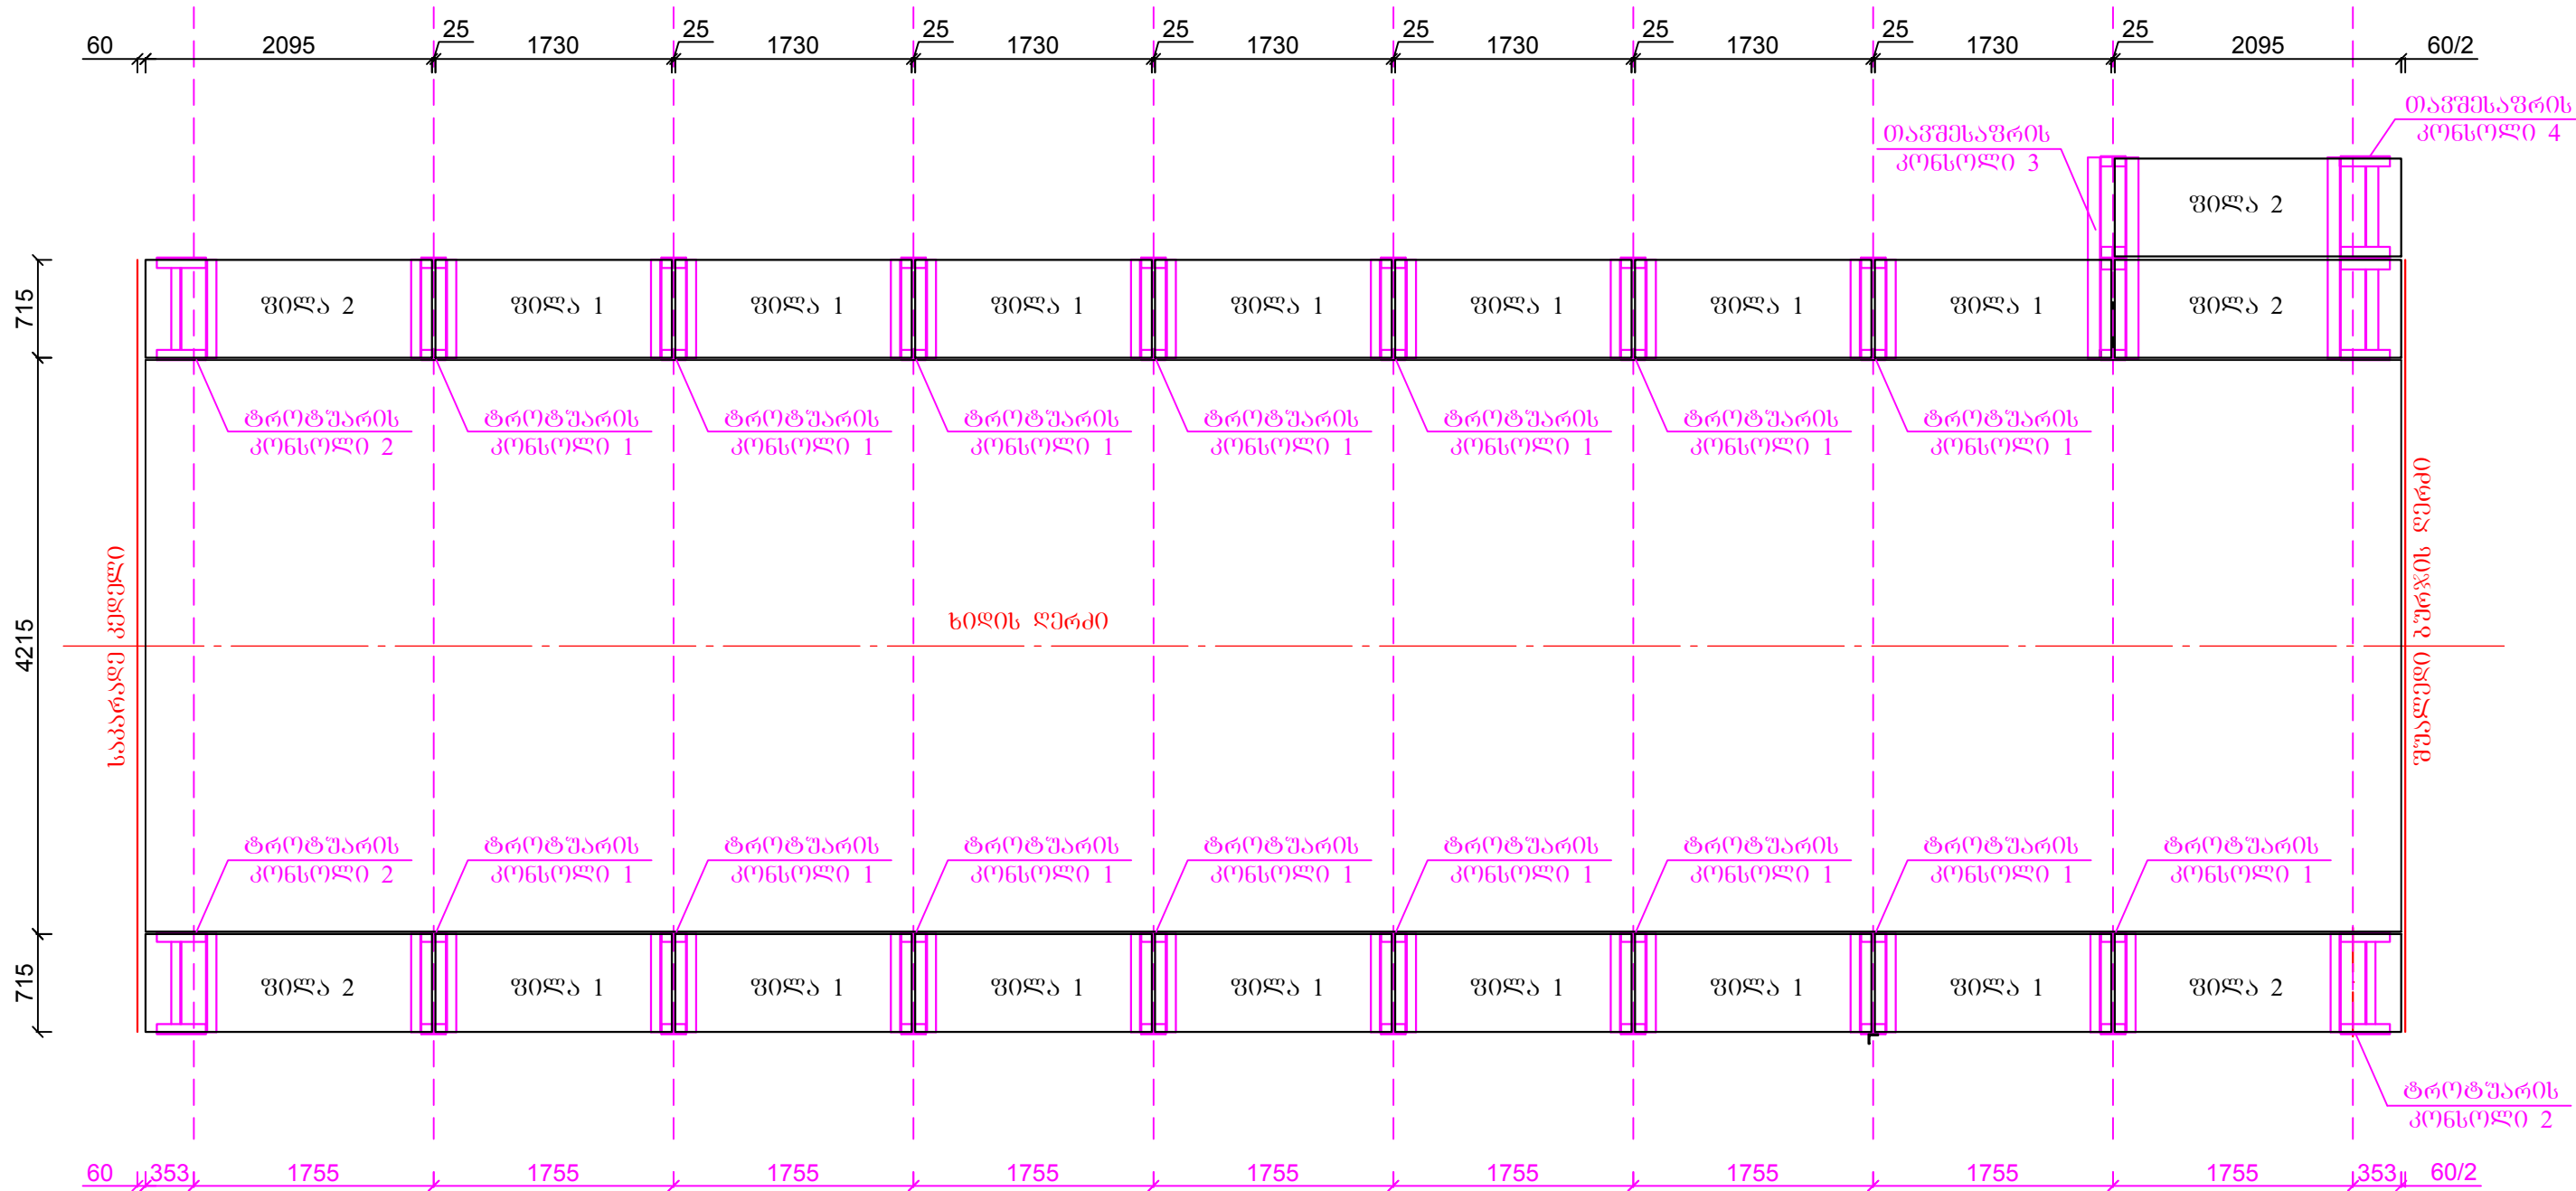 60 2095 25 1730 25 1730 25 1730 25 1730 25 1730 25 1730 25 1730 25 2095 60/2
თავშესაფრის
კონსოლი 4
თავშესაფრის
კონსოლი 3
ფილა 2
715
ფილა 2 ფილა 1 ფილა 1 ფილა 1 ფილა 1 ფილა 1 ფილა 1 ფილა 1 ფილა 2
ტროტუარის ტროტუარის ტროტუარის ტროტუარის ტროტუარის ტროტუარის ტროტუარის ტროტუარის
კონსოლი 2 კონსოლი 1 კონსოლი 1 კონსოლი 1 კონსოლი 1 კონსოლი 1 კონსოლი 1 კონსოლი 1
საკარადე კედელი
4215
ხიდის ღერძი
შუალედი ბურჯის ღერძი
ტროტუარის ტროტუარის ტროტუარის ტროტუარის ტროტუარის ტროტუარის ტროტუარის ტროტუარის ტროტუარის
კონსოლი 2 კონსოლი 1 კონსოლი 1 კონსოლი 1 კონსოლი 1 კონსოლი 1 კონსოლი 1 კონსოლი 1 კონსოლი 1
715
ფილა 2 ფილა 1 ფილა 1 ფილა 1 ფილა 1 ფილა 1 ფილა 1 ფილა 1 ფილა 2
ტროტუარის
კონსოლი 2
60 353 1755 1755 1755 1755 1755 1755 1755 1755 1755 353 60/2